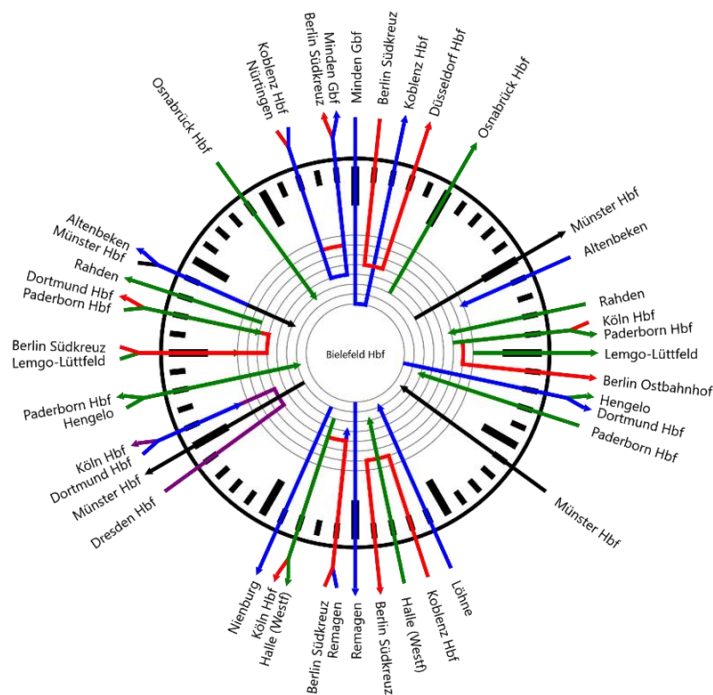 Minden Gbf
Berlin Südkreuz
Koblenz Hbf
Düsseldorf Hbf
Osnabrück Hbf
Münster Hbf
Altenbeken
Rahden
Köln Hbf
Paderborn Hbf
Lemgo-Lüttfeld
Berlin Ostbahnhof
Hengelo
Dortmund Hbf
Paderborn Hbf
Münster Hbf
Löhne
Koblenz Hbf
Halle (Westf)
Berlin Südkreuz
Remagen
Remagen
Berlin Südkreuz
Halle (Westf)
Köln Hbf
Nienburg
Dresden Hbf
Münster Hbf
Dortmund Hbf
Köln Hbf
Hengelo
Paderborn Hbf
Lemgo-Lüttfeld
Berlin Südkreuz
Paderborn Hbf
Dortmund Hbf
Rahden
Münster Hbf
Altenbeken
Osnabrück Hbf
Nürtingen
Koblenz Hbf
Berlin Südkreuz
Minden Gbf
Bielefeld Hbf